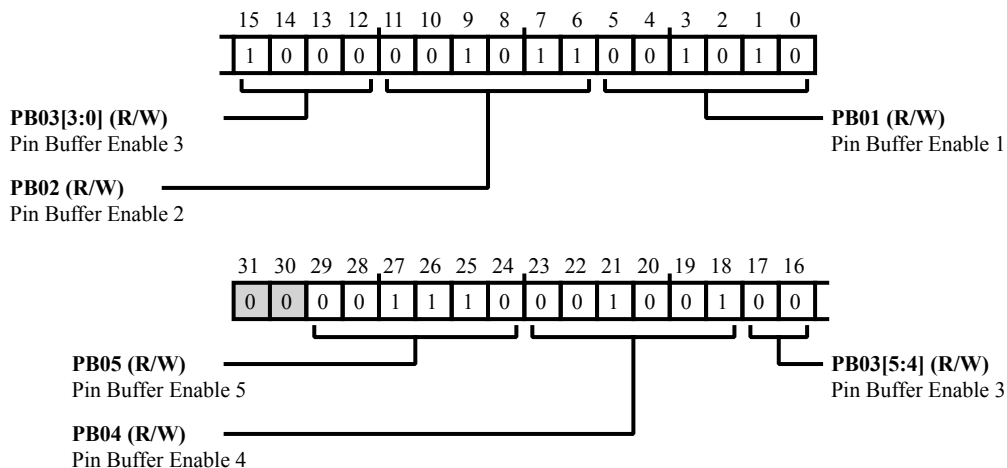 15 14 13 12 11 10 9 8 7 6 5 4 3 2 1 0
1 0 0 0 0 0 1 0 1 1 0 0 1 0 1 0
PB03[3:0] (R/W)
Pin Buffer Enable 3
PB01 (R/W)
Pin Buffer Enable 1
PB02 (R/W)
Pin Buffer Enable 2
31 30 29 28 27 26 25 24 23 22 21 20 19 18 17 16
0 0 0 0 1 1 1 0 0 0 1 0 0 1 0 0
PB05 (R/W)
Pin Buffer Enable 5
PB03[5:4] (R/W)
Pin Buffer Enable 3
PB04 (R/W)
Pin Buffer Enable 4